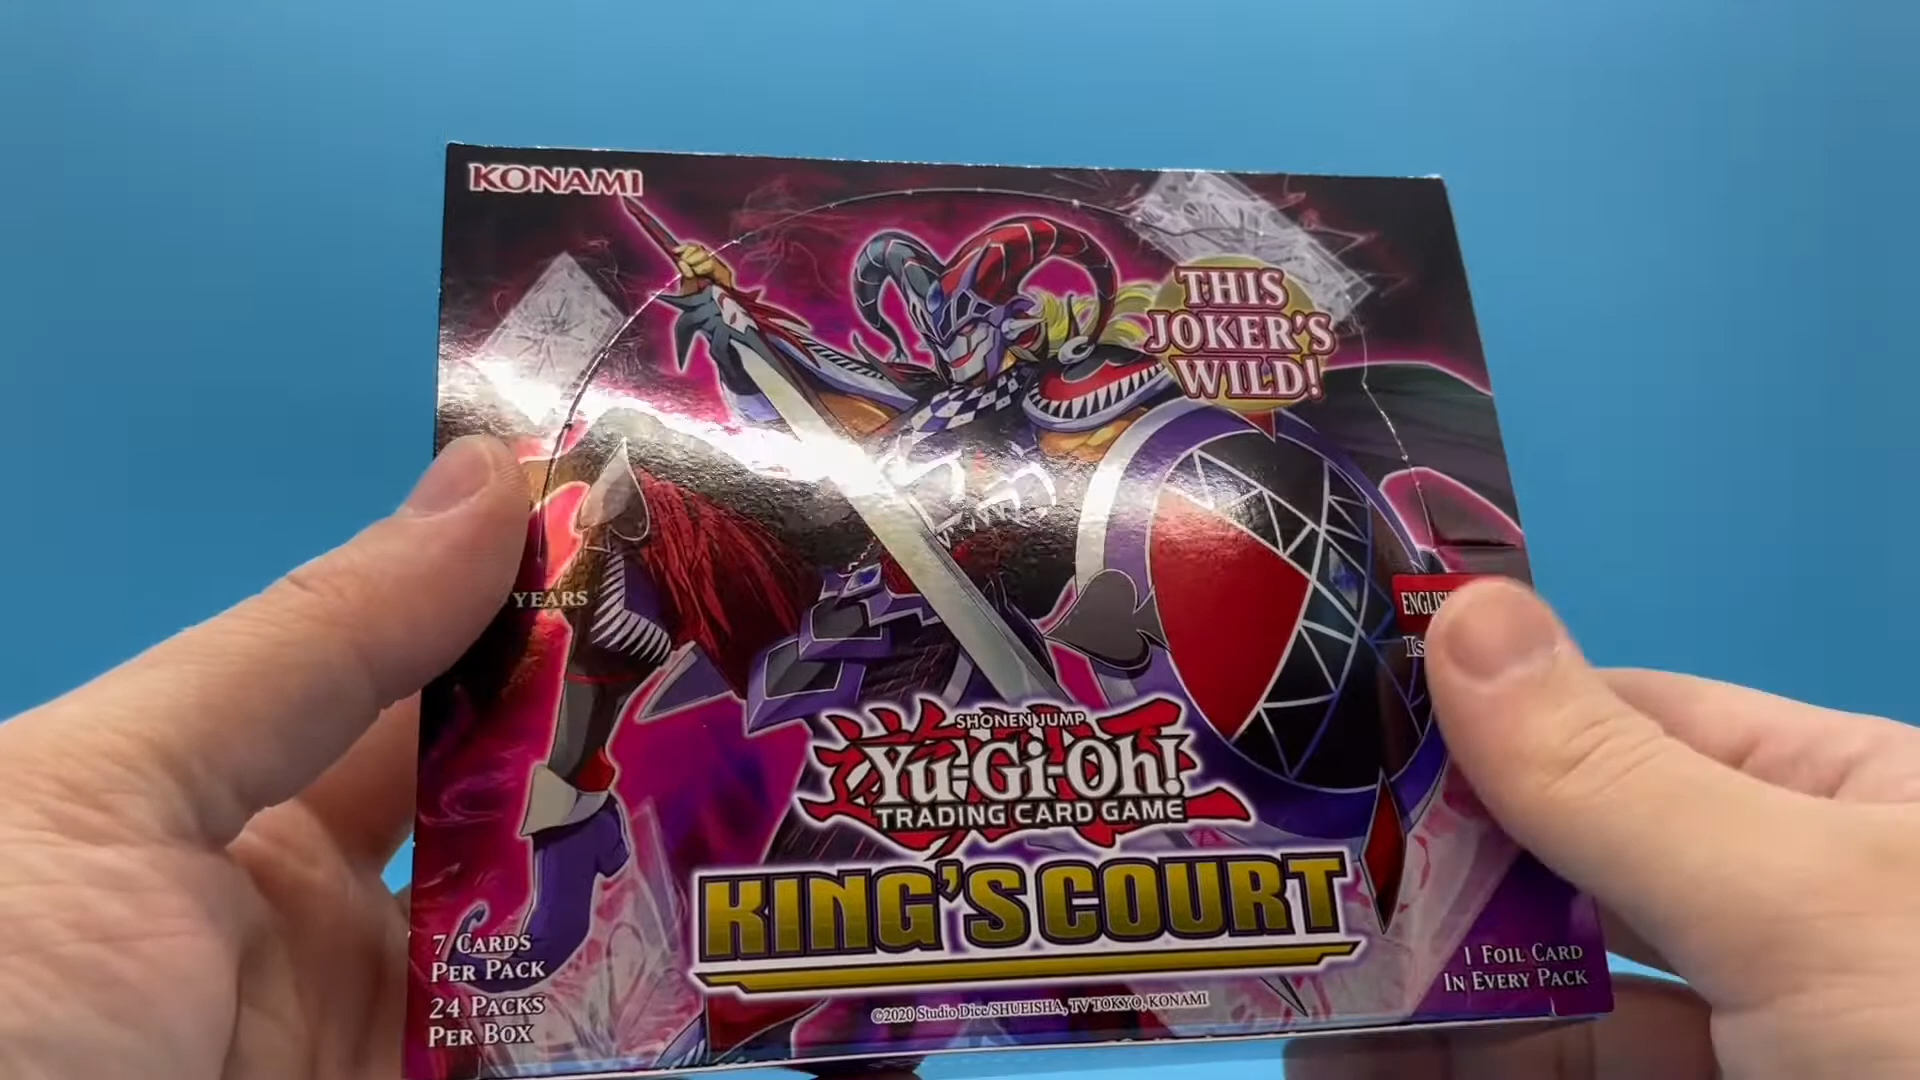 KONAMI
THIS
JOKER'S
WILD!
YEARS
SHONEN JUMP
Yu-Gi-Oh!
TRADING CARD GAME
KING'S COURT
7 CARDS
PER PACK
24 PACKS
PER BOX
1 FOIL CARD
IN EVERY PACK
©2020 Studio Dice/SHUEISHA, TV TOKYO, KONAMI